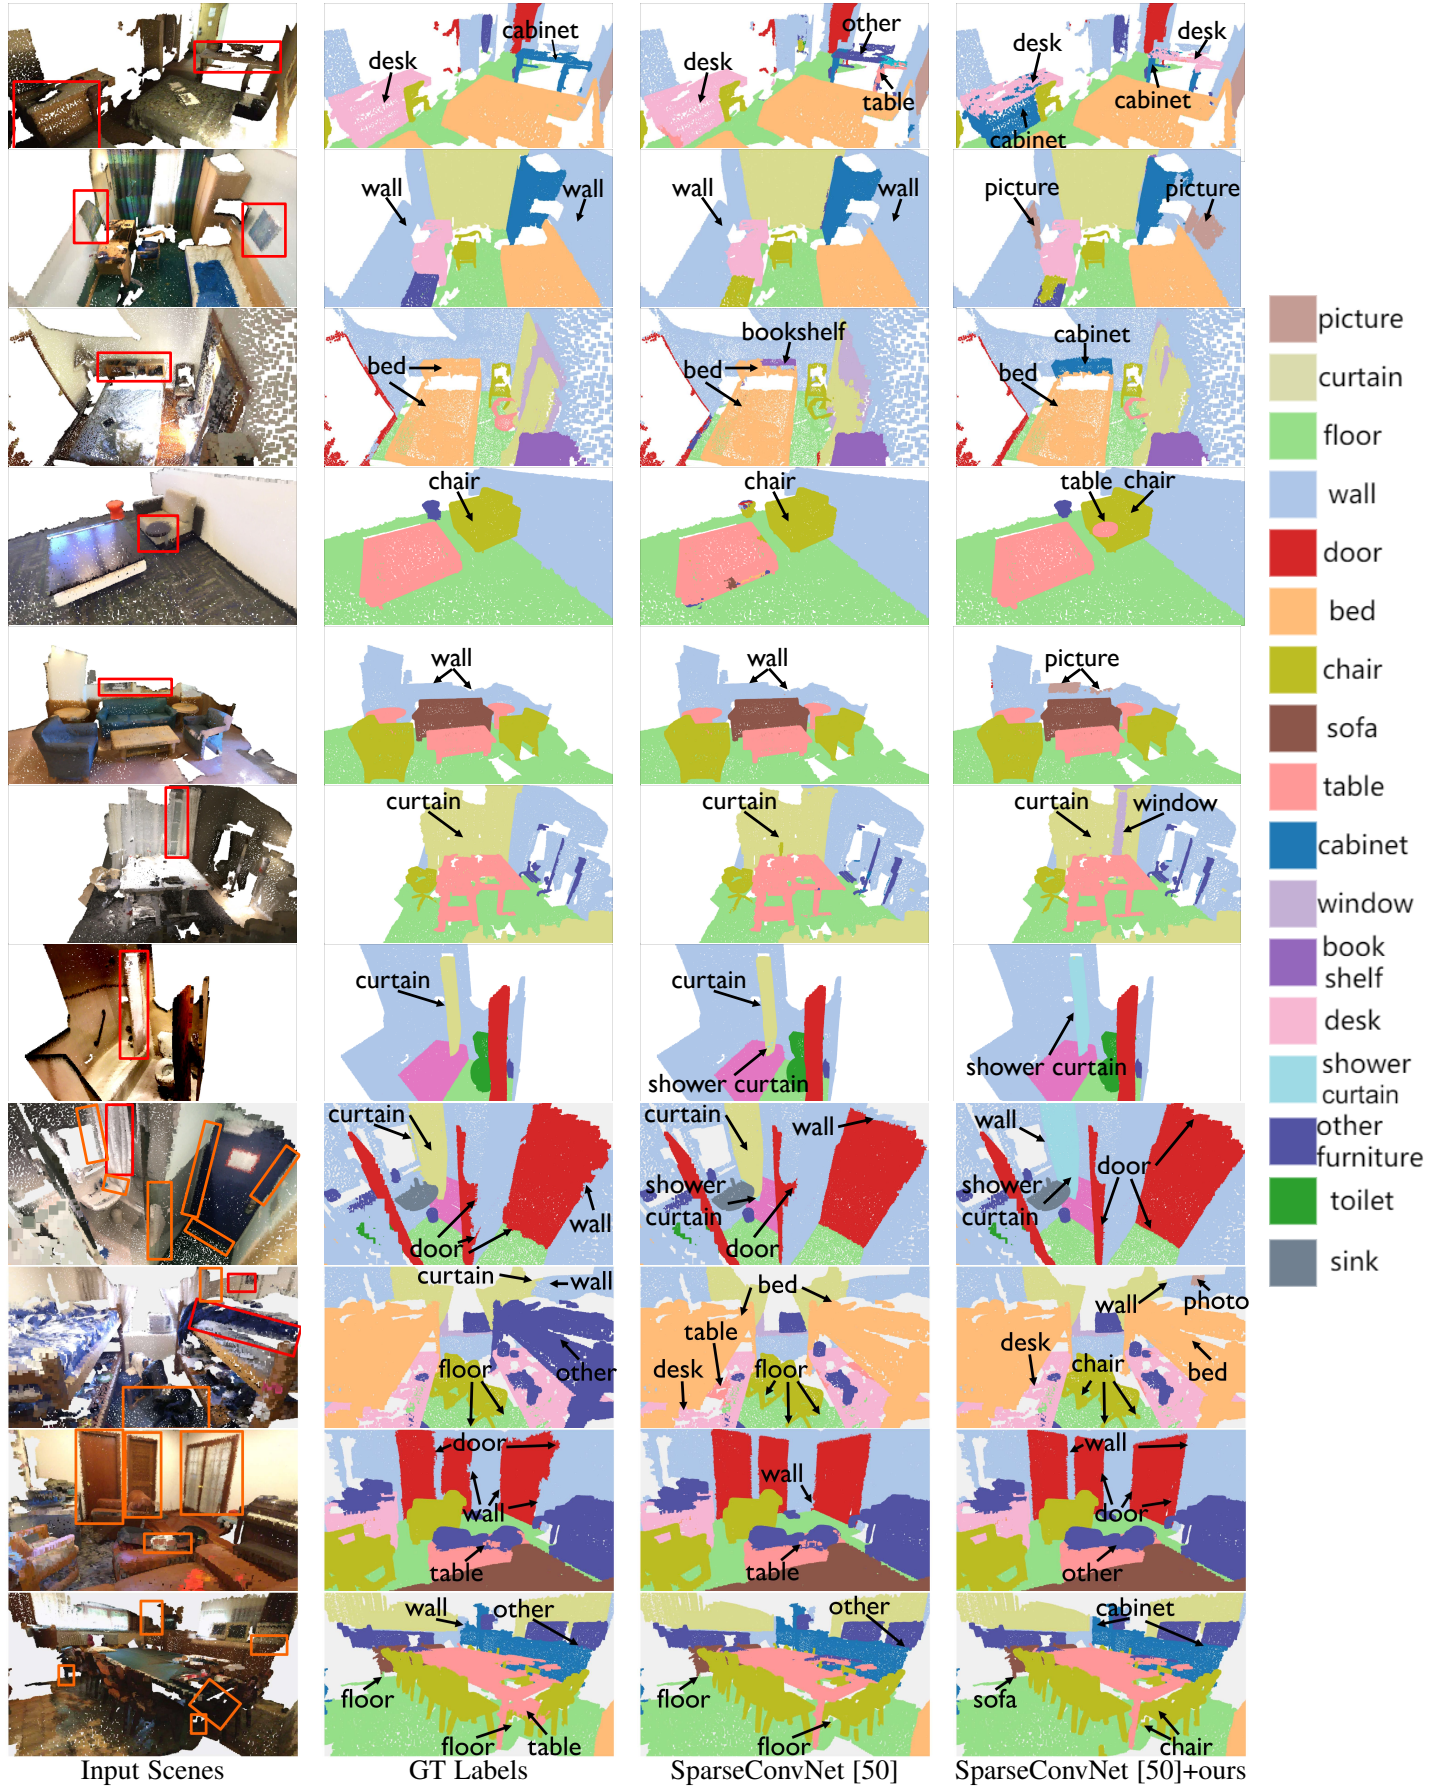 cabinet
desk
other
desk
table
desk
desk
cabinet
cabinet
wall
wall
wall
wall
picture
picture
bed
bookshelf
bed
cabinet
bed
chair
chair
table
chair
wall
wall
picture
curtain
curtain
curtain
window
curtain
curtain
shower curtain
shower curtain
curtain
door
wall
curtain
wall
shower
curtain
door
wall
door
shower
curtain
curtain
wall
floor
other
bed
table
desk
floor
wall
photo
desk
chair
bed
door
wall
table
wall
table
wall
door
other
wall
other
floor
floor
table
other
floor
floor
cabinet
sofa
chair
Input Scenes
GT Labels
SparseConvNet [50]
SparseConvNet [50]+ours
picture
curtain
floor
wall
door
bed
chair
sofa
table
cabinet
window
book
shelf
desk
shower
curtain
other
furniture
toilet
sink